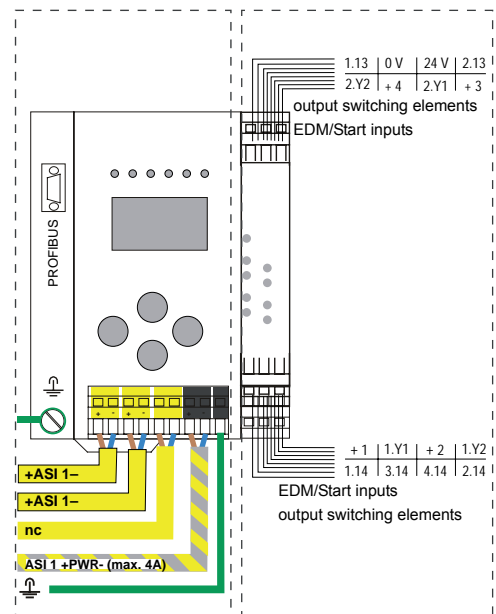 1.13 0 V 24 V 2.13
2.Y2 + 4 2.Y1 + 3
output switching elements
EDM/Start inputs
PROFIBUS
+ - + - + -
+ 1 1.Y1 + 2 1.Y2
1.14 3.14 4.14 2.14
EDM/Start inputs
output switching elements
+ASI 1–
+ASI 1–
nc
ASI 1 +PWR- (max. 4A)